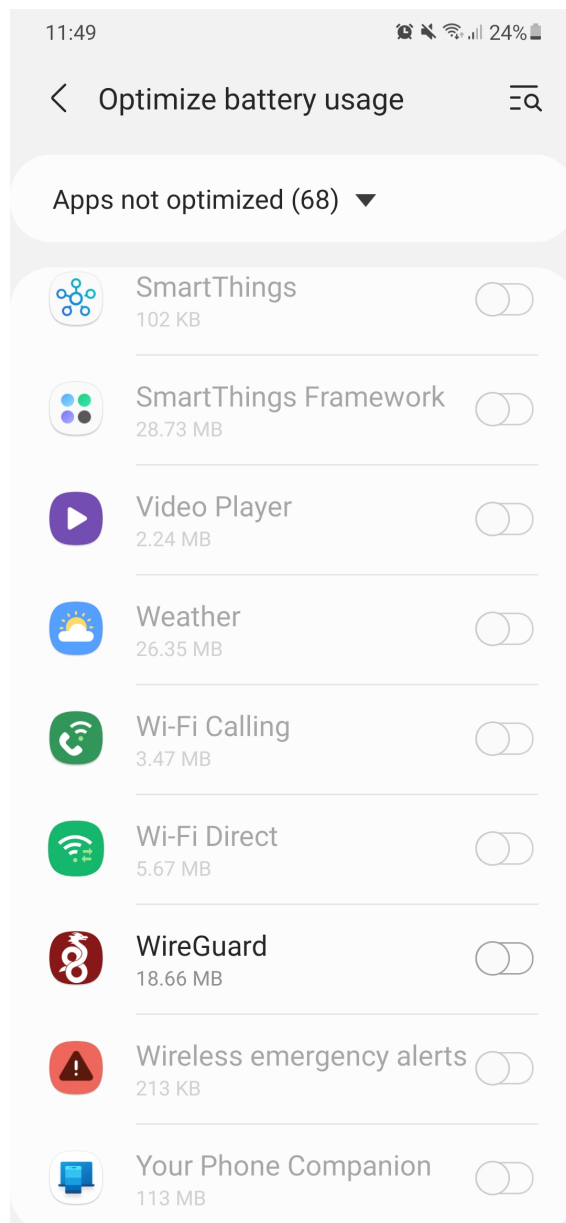 11:49
24%
Optimize battery usage
Apps not optimized (68)
SmartThings
102 KB
SmartThings Framework
28.73 MB
Video Player
2.24 MB
Weather
26.35 MB
Wi-Fi Calling
3.47 MB
Wi-Fi Direct
5.67 MB
WireGuard
18.66 MB
Wireless emergency alerts
213 KB
Your Phone Companion
113 MB